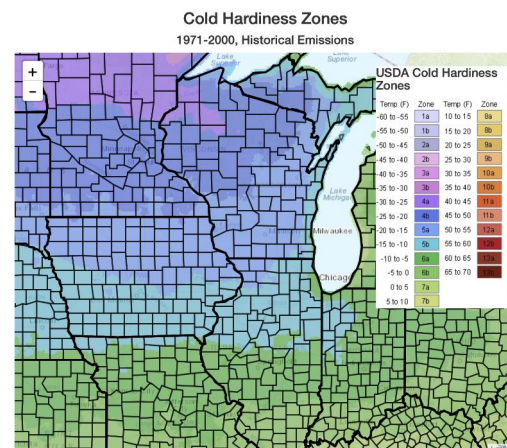 Cold Hardiness Zones
1971-2000, Historical Emissions
+
−
Lake
Superior
Lake
Superior
USDA Cold Hardiness
Zones
Temp (F) Zone Temp (F) Zone
-60 to -55 1a 10 to 15 8a
-55 to -50 1b 15 to 20 8b
-50 to -45 2a 20 to 25 9a
-45 to -40 2b 25 to 30 9b
-40 to -35 3a 30 to 35 10a
-35 to -30 3b 35 to 40 10b
-30 to -25 4a 40 to 45 11a
-25 to -20 4b 45 to 50 11b
-20 to -15 5a 50 to 55 12a
-15 to -10 5b 55 to 60 12b
-10 to -5 6a 60 to 65 13a
-5 to 0 6b 65 to 70
0 to 5 7a
5 to 10 7b
Lake
Michigan
Milwaukee
Chicago